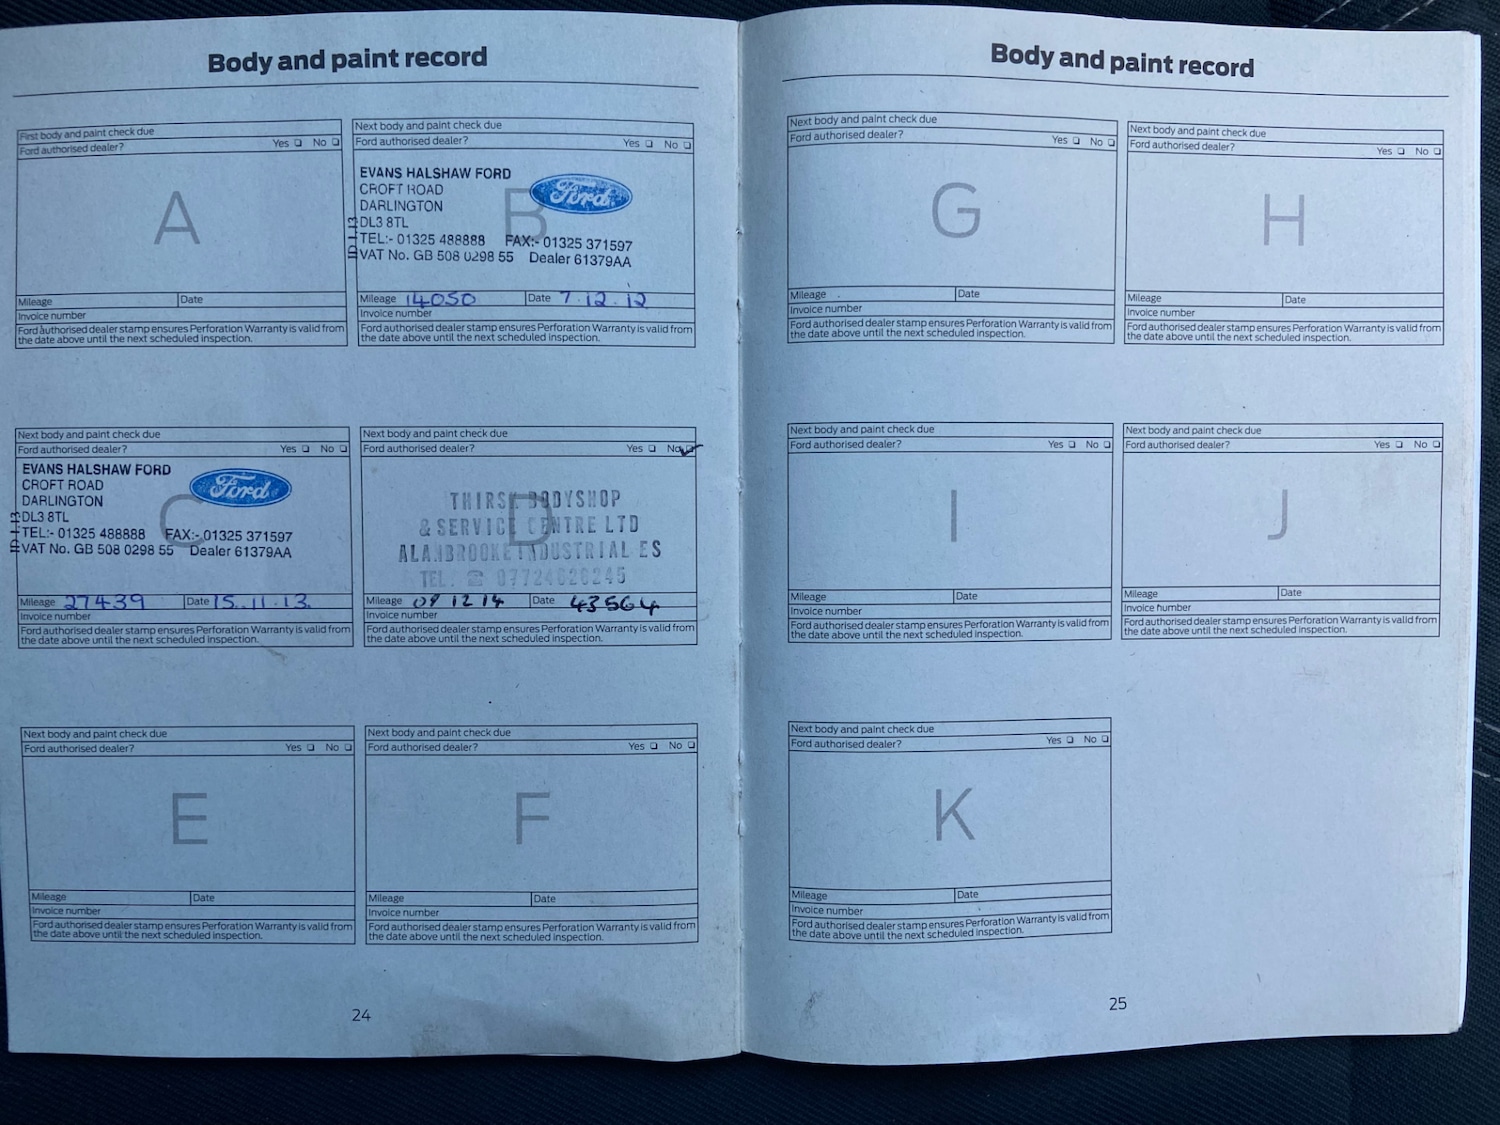 Body and paint record
First body and paint check due
Ford authorised dealer? Yes No
A
Mileage Date
Invoice number
Ford authorised dealer stamp ensures Perforation Warranty is valid from
the date above until the next scheduled inspection.
Next body and paint check due
Ford authorised dealer? Yes No
B
EVANS HALSHAW FORD
CROFT ROAD
DARLINGTON
DL3 8TL
TEL:- 01325 488888 FAX:- 01325 371597
VAT No. GB 508 0298 55 Dealer 61379AA
Ford
Mileage 14050 Date 7.12.12
Invoice number
Ford authorised dealer stamp ensures Perforation Warranty is valid from
the date above until the next scheduled inspection.
Next body and paint check due
Ford authorised dealer? Yes No
C
EVANS HALSHAW FORD
CROFT ROAD
DARLINGTON
DL3 8TL
TEL:- 01325 488888 FAX:- 01325 371597
VAT No. GB 508 0298 55 Dealer 61379AA
Ford
Mileage 27439 Date 15.11.13.
Invoice number
Ford authorised dealer stamp ensures Perforation Warranty is valid from
the date above until the next scheduled inspection.
Next body and paint check due
Ford authorised dealer? Yes No
D
THIRSK BODYSHOP
& SERVICE CENTRE LTD
ALANBROOKE INDUSTRIAL ES
TEL:
Mileage 12 14 Date 43564
Invoice number
Ford authorised dealer stamp ensures Perforation Warranty is valid from
the date above until the next scheduled inspection.
Next body and paint check due
Ford authorised dealer? Yes No
E
Mileage Date
Invoice number
Ford authorised dealer stamp ensures Perforation Warranty is valid from
the date above until the next scheduled inspection.
Next body and paint check due
Ford authorised dealer? Yes No
F
Mileage Date
Invoice number
Ford authorised dealer stamp ensures Perforation Warranty is valid from
the date above until the next scheduled inspection.
24
Body and paint record
Next body and paint check due
Ford authorised dealer? Yes No
G
Mileage Date
Invoice number
Ford authorised dealer stamp ensures Perforation Warranty is valid from
the date above until the next scheduled inspection.
Next body and paint check due
Ford authorised dealer? Yes No
H
Mileage Date
Invoice number
Ford authorised dealer stamp ensures Perforation Warranty is valid from
the date above until the next scheduled inspection.
Next body and paint check due
Ford authorised dealer? Yes No
I
Mileage Date
Invoice number
Ford authorised dealer stamp ensures Perforation Warranty is valid from
the date above until the next scheduled inspection.
Next body and paint check due
Ford authorised dealer? Yes No
J
Mileage Date
Invoice number
Ford authorised dealer stamp ensures Perforation Warranty is valid from
the date above until the next scheduled inspection.
Next body and paint check due
Ford authorised dealer? Yes No
K
Mileage Date
Invoice number
Ford authorised dealer stamp ensures Perforation Warranty is valid from
the date above until the next scheduled inspection.
25